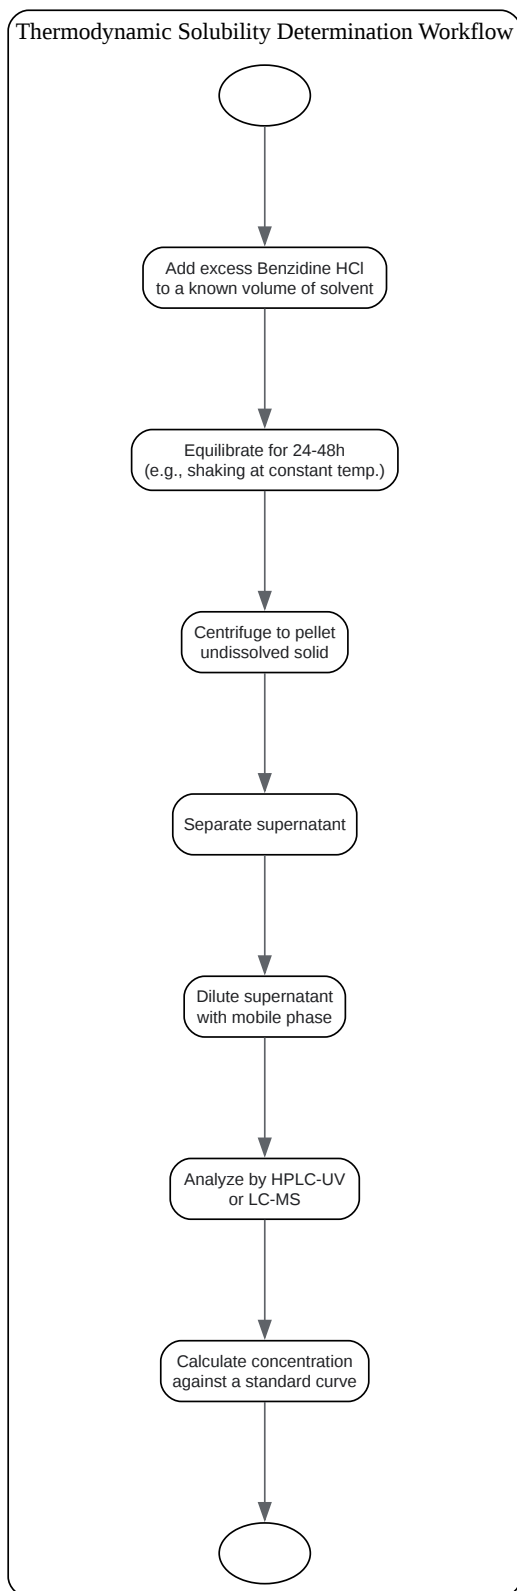 Thermodynamic Solubility Determination Workflow
Add excess Benzidine HCl
to a known volume of solvent
Equilibrate for 24-48h
(e.g., shaking at constant temp.)
Centrifuge to pellet
undissolved solid
Separate supernatant
Dilute supernatant
with mobile phase
Analyze by HPLC-UV
or LC-MS
Calculate concentration
against a standard curve